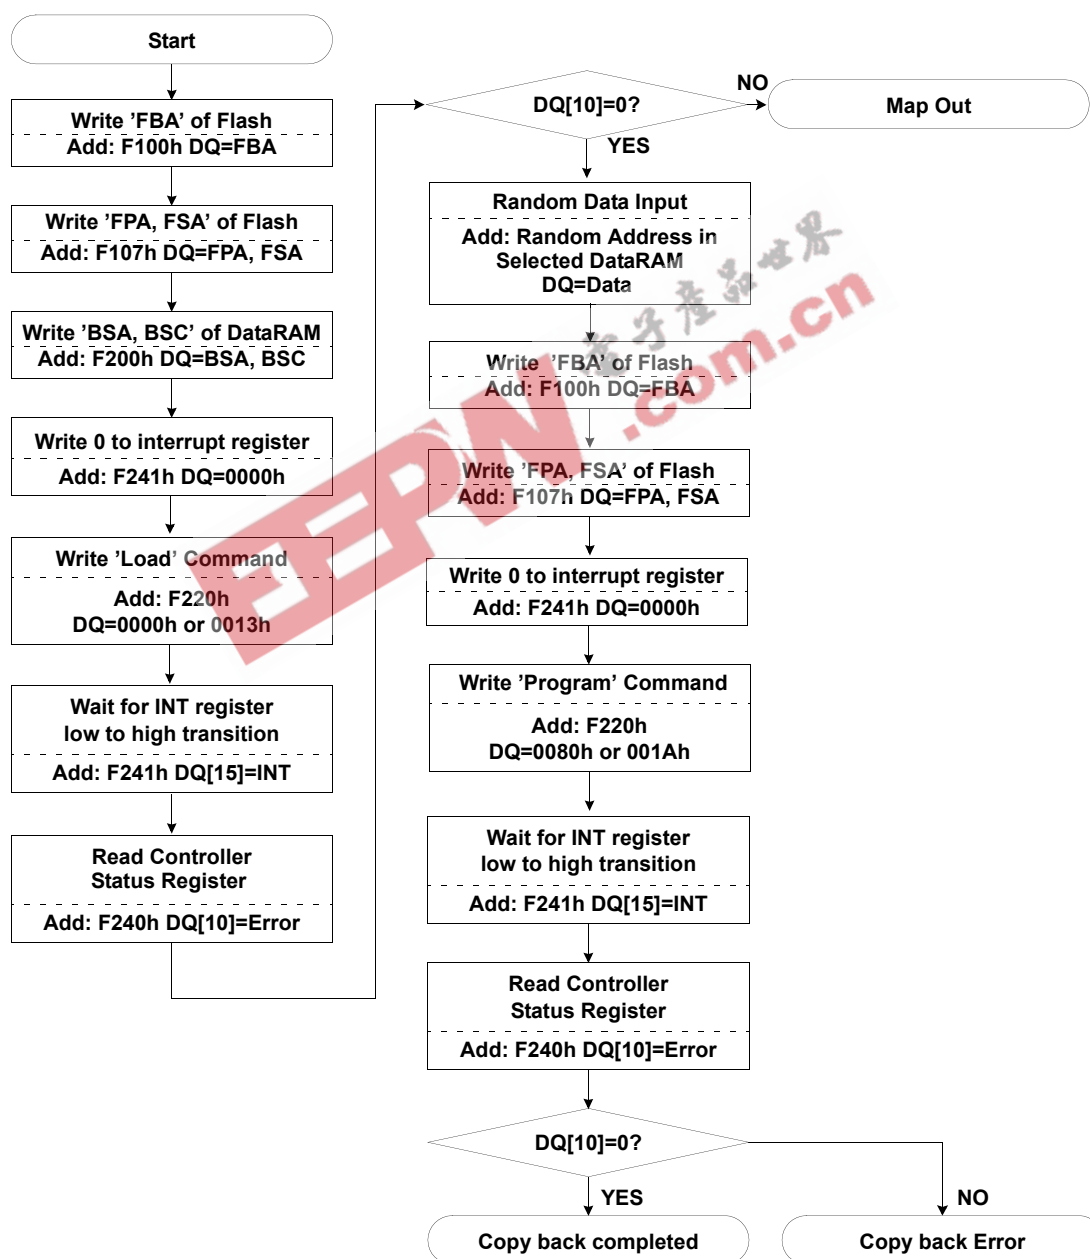 Start
Write ’FBA’ of Flash
Add: F100h DQ=FBA
Write ’FPA, FSA’ of Flash
Add: F107h DQ=FPA, FSA
Write ’BSA, BSC’ of DataRAM
Add: F200h DQ=BSA, BSC
Write 0 to interrupt register
Add: F241h DQ=0000h
Write ’Load’ Command
Add: F220h
DQ=0000h or 0013h
Wait for INT register
low to high transition
Add: F241h DQ[15]=INT
Read Controller
Status Register
Add: F240h DQ[10]=Error
DQ[10]=0?
NO
Map Out
YES
Random Data Input
Add: Random Address in
Selected DataRAM
DQ=Data
Write ’FBA’ of Flash
Add: F100h DQ=FBA
Write ’FPA, FSA’ of Flash
Add: F107h DQ=FPA, FSA
Write 0 to interrupt register
Add: F241h DQ=0000h
Write ’Program’ Command
Add: F220h
DQ=0080h or 001Ah
Wait for INT register
low to high transition
Add: F241h DQ[15]=INT
Read Controller
Status Register
Add: F240h DQ[10]=Error
DQ[10]=0?
YES
NO
Copy back completed
Copy back Error
EEPW.com.cn
電子產品世界